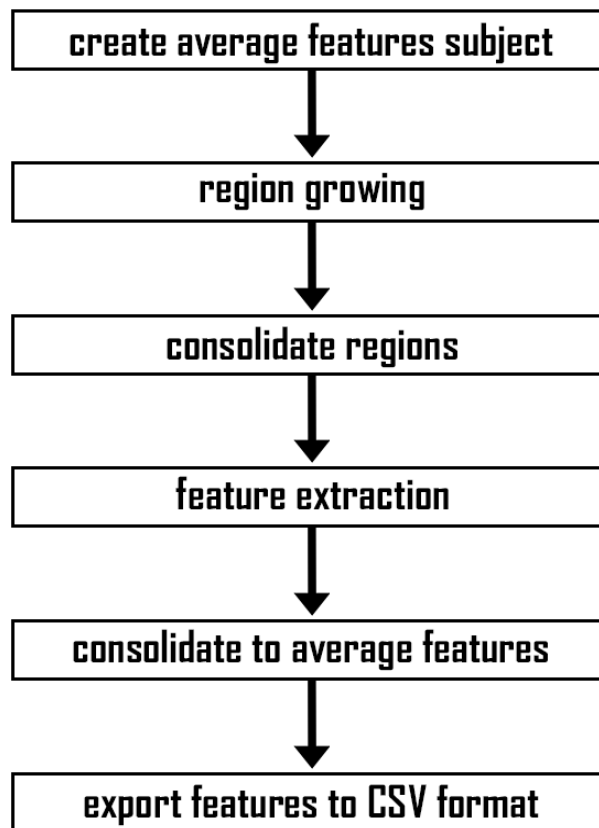 create average features subject
region growing
consolidate regions
feature extraction
consolidate to average features
export features to CSV format